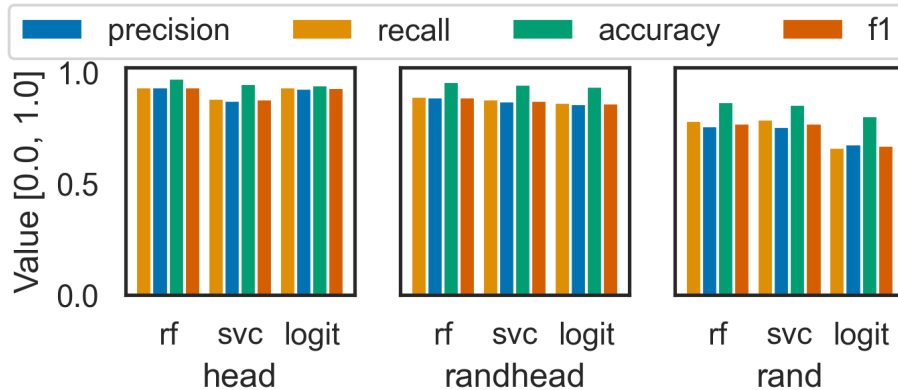 precision recall accuracy f1
Value [0.0, 1.0]
1.0
0.5
0.0
rf svc logit rf svc logit rf svc logit
head randhead rand